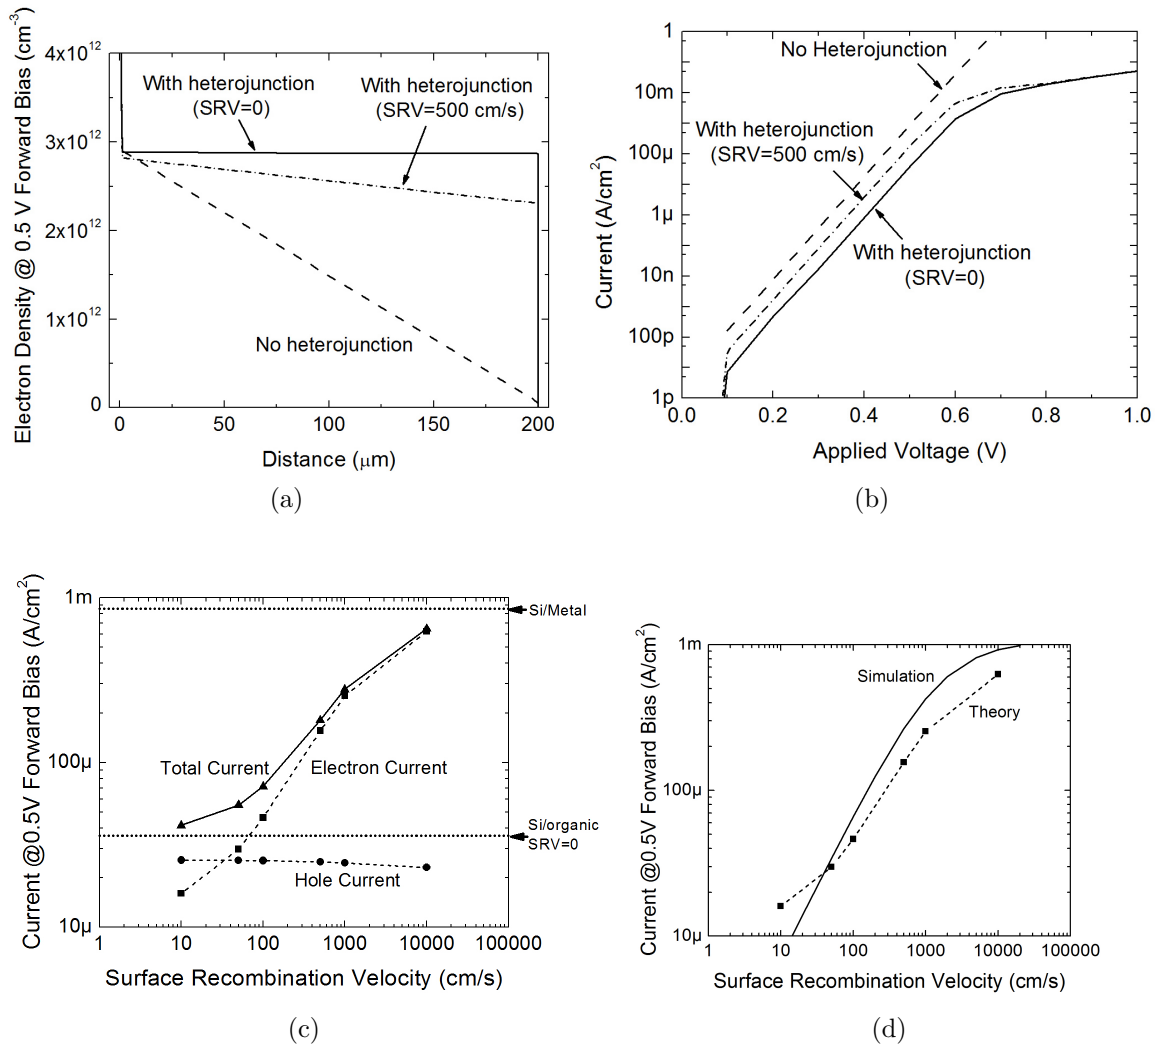 Electron Density @ 0.5 V Forward Bias (cm-3)
4x10^12
3x10^12
2x10^12
1x10^12
0
With heterojunction
(SRV=0)
With heterojunction
(SRV=500 cm/s)
No heterojunction
0 50 100 150 200
Distance (μm)
(a)
Current (A/cm2)
1
10m
100μ
1μ
10n
100p
1p
No Heterojunction
With heterojunction
(SRV=500 cm/s)
With heterojunction
(SRV=0)
0.0 0.2 0.4 0.6 0.8 1.0
Applied Voltage (V)
(b)
Current @0.5V Forward Bias (A/cm2)
1m
100μ
10μ
Si/Metal
Total Current
Electron Current
Si/organic
SRV=0
Hole Current
1 10 100 1000 10000 100000
Surface Recombination Velocity (cm/s)
(c)
Current @0.5V Forward Bias (A/cm2)
1m
100μ
10μ
Simulation
Theory
1 10 100 1000 10000 100000
Surface Recombination Velocity (cm/s)
(d)